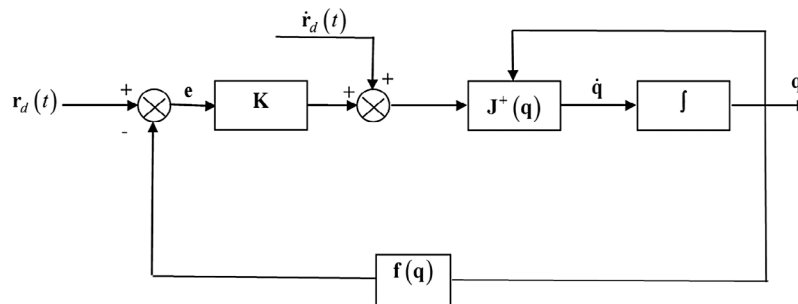 ṙ_d(t)
+
r_d(t)
+
e
K
+
J⁺(q)
q̇
∫
q
-
f(q)